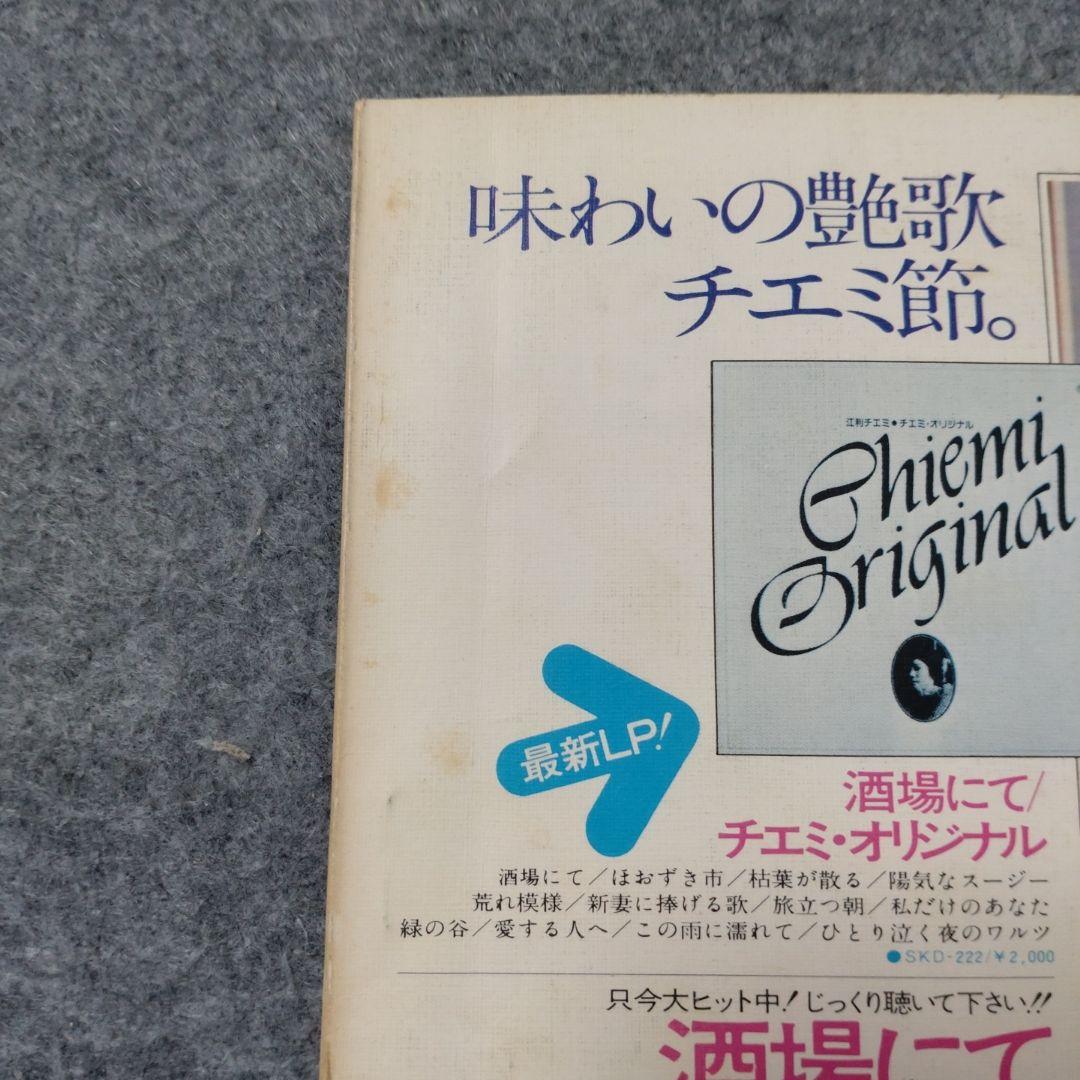 味わいの艶歌
チエミ節。
江利チエミ●チエミ・オリジナル
Chiemi
Original
最新LP!
酒場にて/
チエミ・オリジナル
酒場にて/ほおずき市/枯葉が散る/陽気なスージー
荒れ模様/新妻に捧げる歌/旅立つ朝/私だけのあなた
緑の谷/愛する人へ/この雨に濡れて/ひとり泣く夜のワルツ
●SKD-222/¥2,000
只今大ヒット中!じっくり聴いて下さい!!
酒場にて